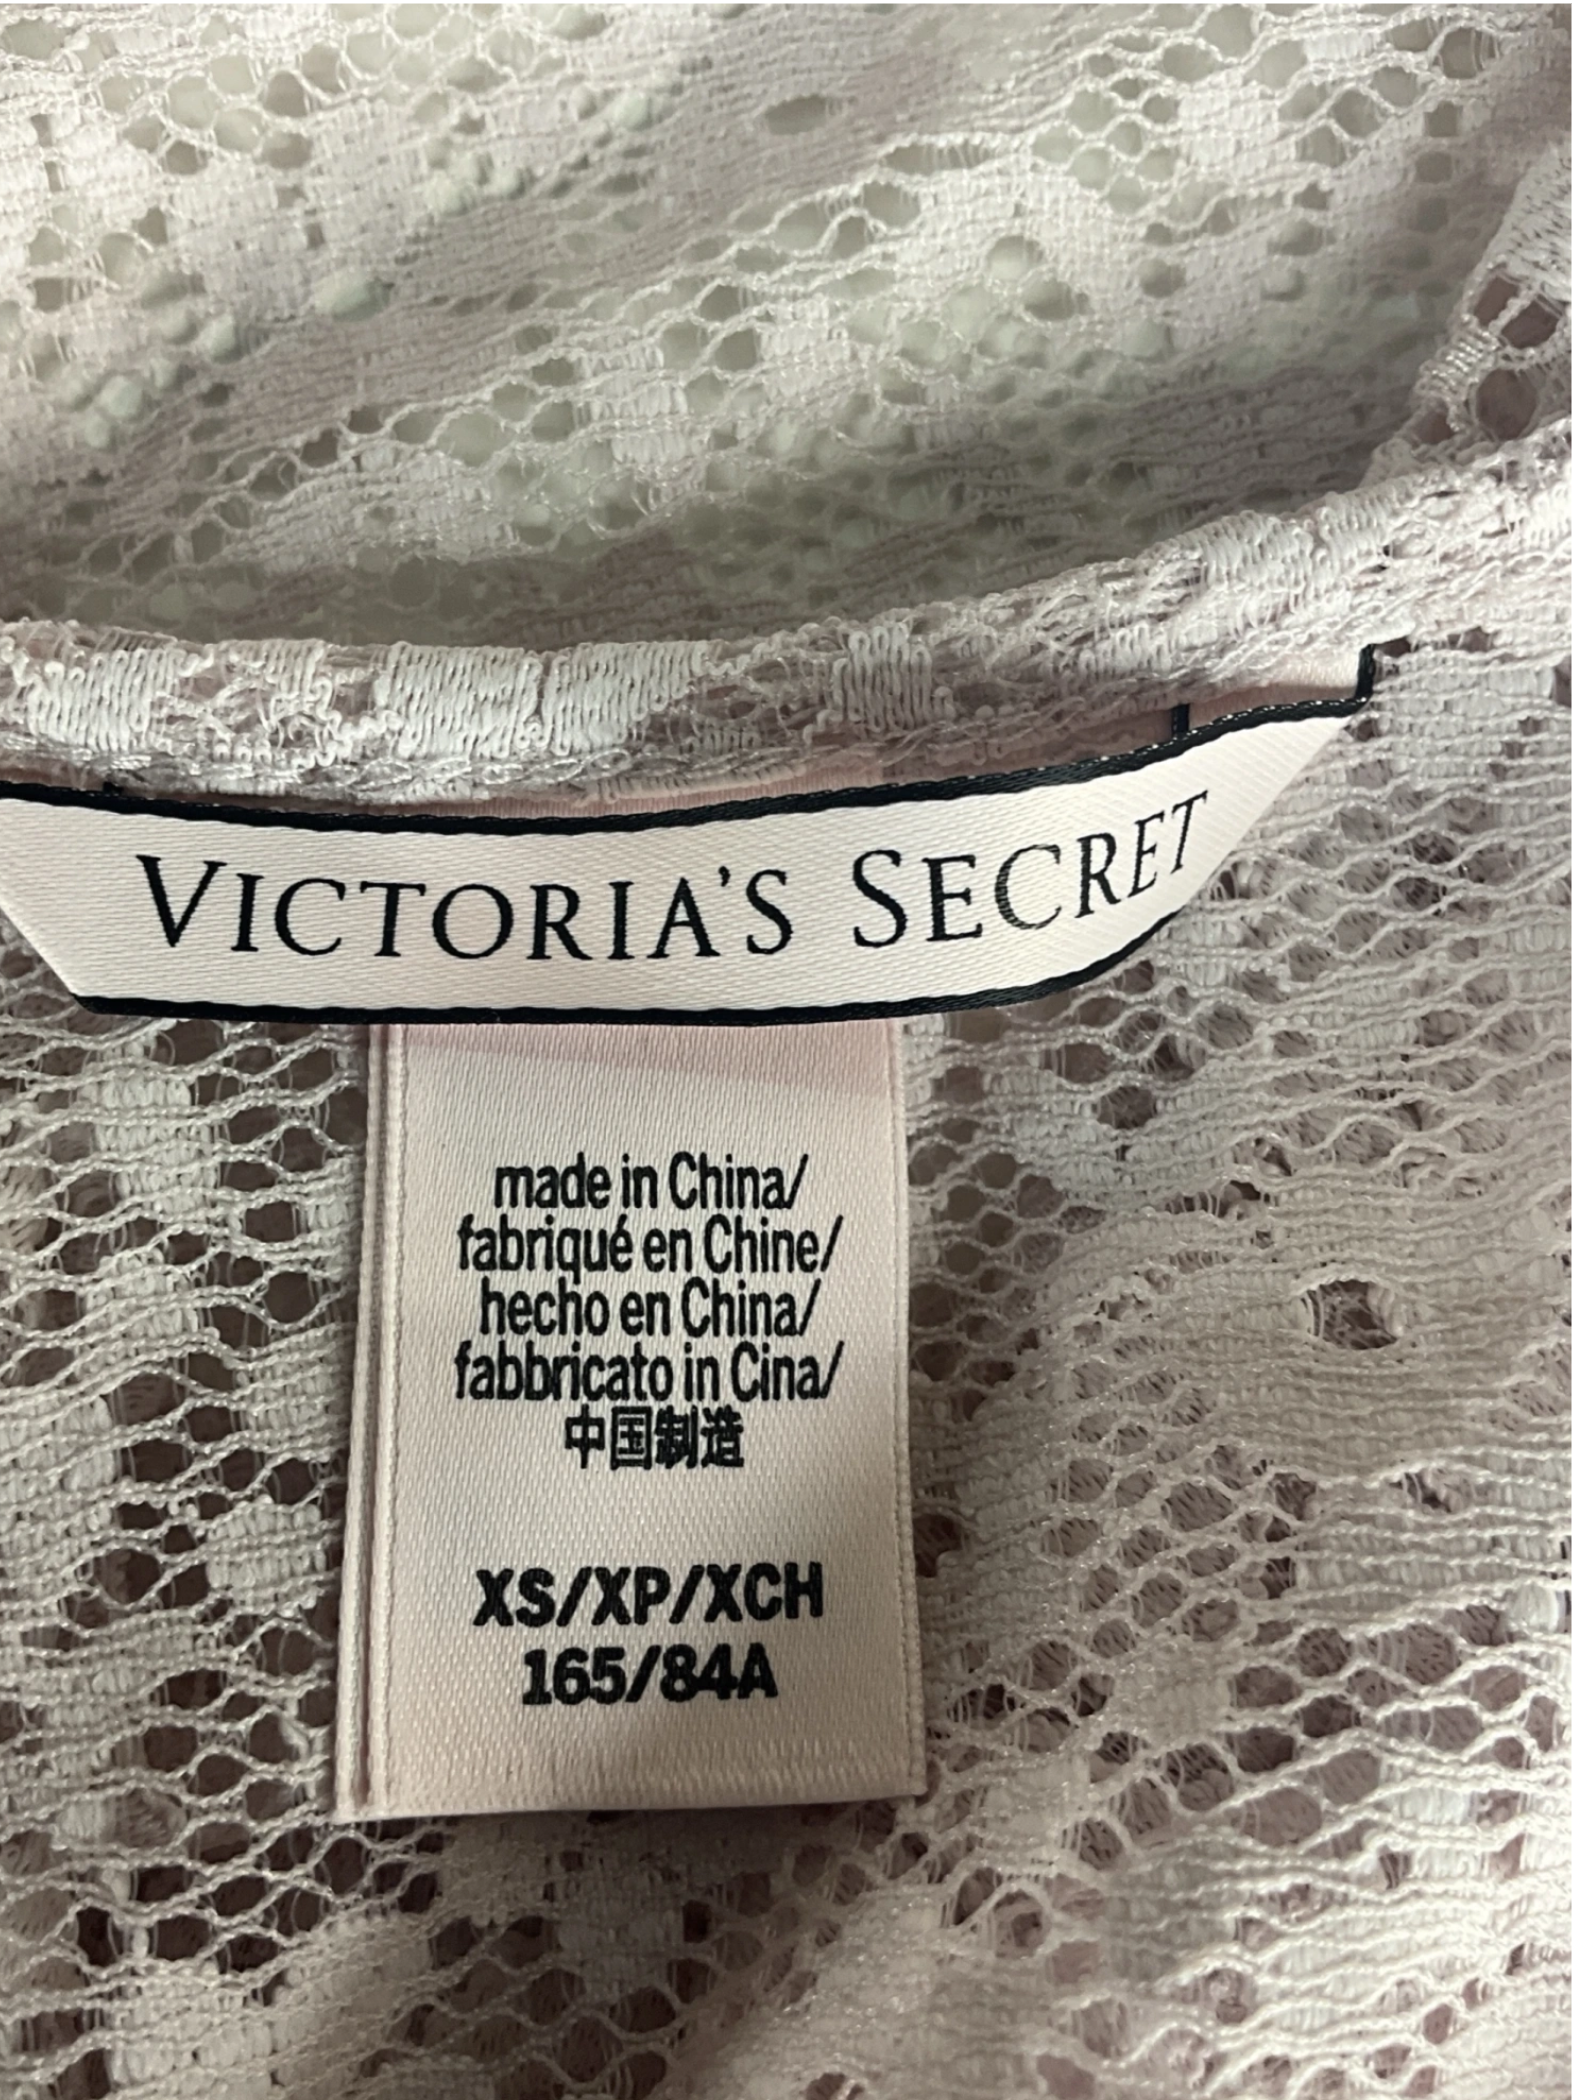 VICTORIA'S SECRET
made in China/
fabriqué en Chine/
hecho en China/
fabbricato in Cina/
中国制造
XS/XP/XCH
165/84A